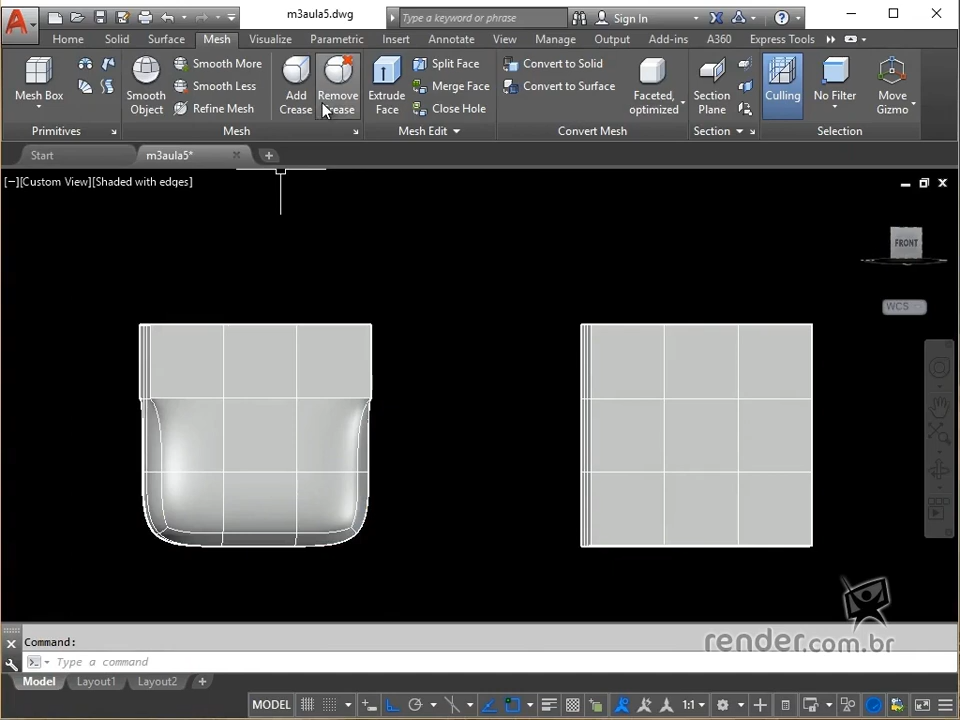 m3aula5.dwg
Type a keyword or phrase
Sign In
Home Solid Surface Mesh Visualize Parametric Insert Annotate View Manage Output Add-ins A360 Express Tools
Mesh Box
Smooth Object
Smooth More
Smooth Less
Refine Mesh
Add Crease
Remove Crease
Extrude Face
Split Face
Merge Face
Close Hole
Convert to Solid
Convert to Surface
Faceted, optimized
Section Plane
Culling
No Filter
Move Gizmo
Primitives Mesh Mesh Edit Convert Mesh Section Selection
Start m3aula5*
[−][Custom View][Shaded with edges]
FRONT
WCS
Command:
Type a command
render.com.br
Model Layout1 Layout2
MODEL 1:1